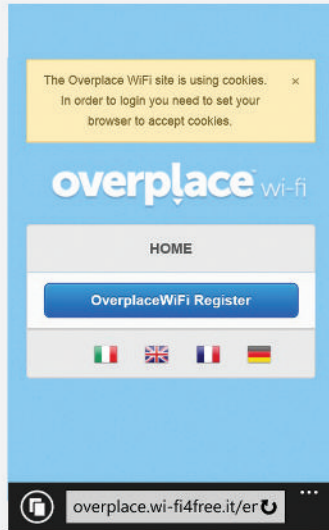 The Overplace WiFi site is using cookies. ×
In order to login you need to set your
browser to accept cookies.
overplace wi-fi
HOME
OverplaceWiFi Register
overplace.wi-fi4free.it/er